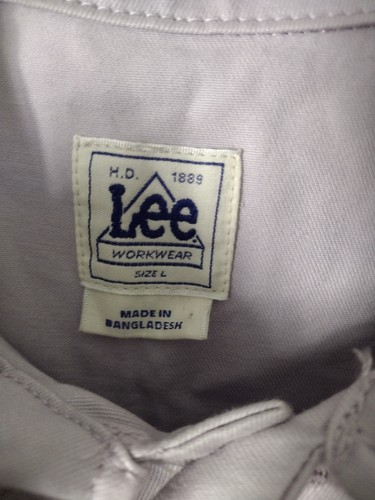 H.D. 1889
Lee
WORKWEAR
SIZE L
MADE IN
BANGLADESH